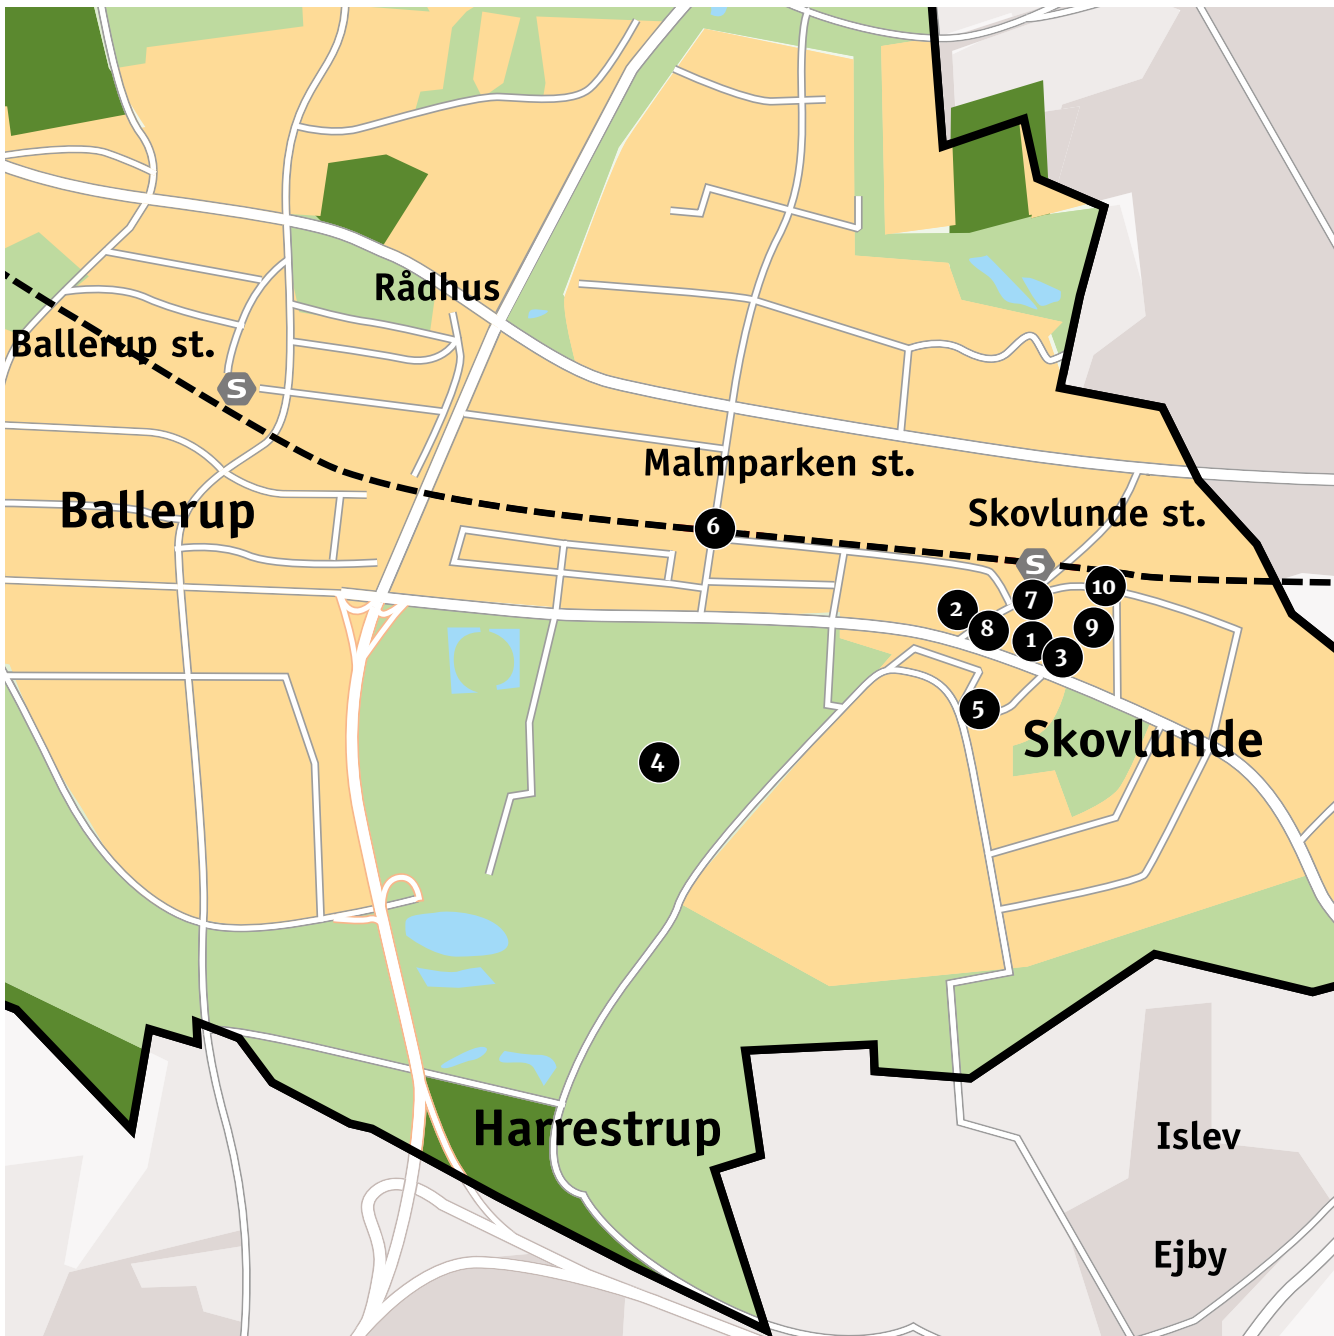 Rådhus
Ballerup st.
S
Malmparken st.
Ballerup
Skovlunde st.
6
S
10
7
2
8
9
1
3
5
Skovlunde
4
Harrestrup
Islev
Ejby